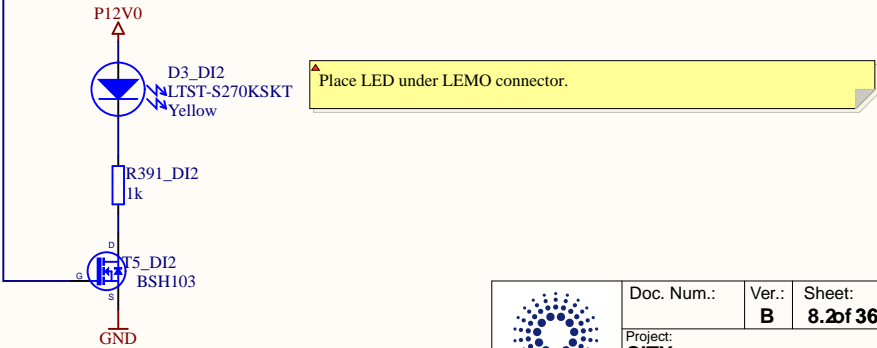 P12V0
D3_DI2
LTST-S270KSKT
Yellow
Place LED under LEMO connector.
R391_DI2
1k
D
T5_DI2
G
BSH103
S
GND
Doc. Num.: Ver.: Sheet:
B 8.2of 36
Project: